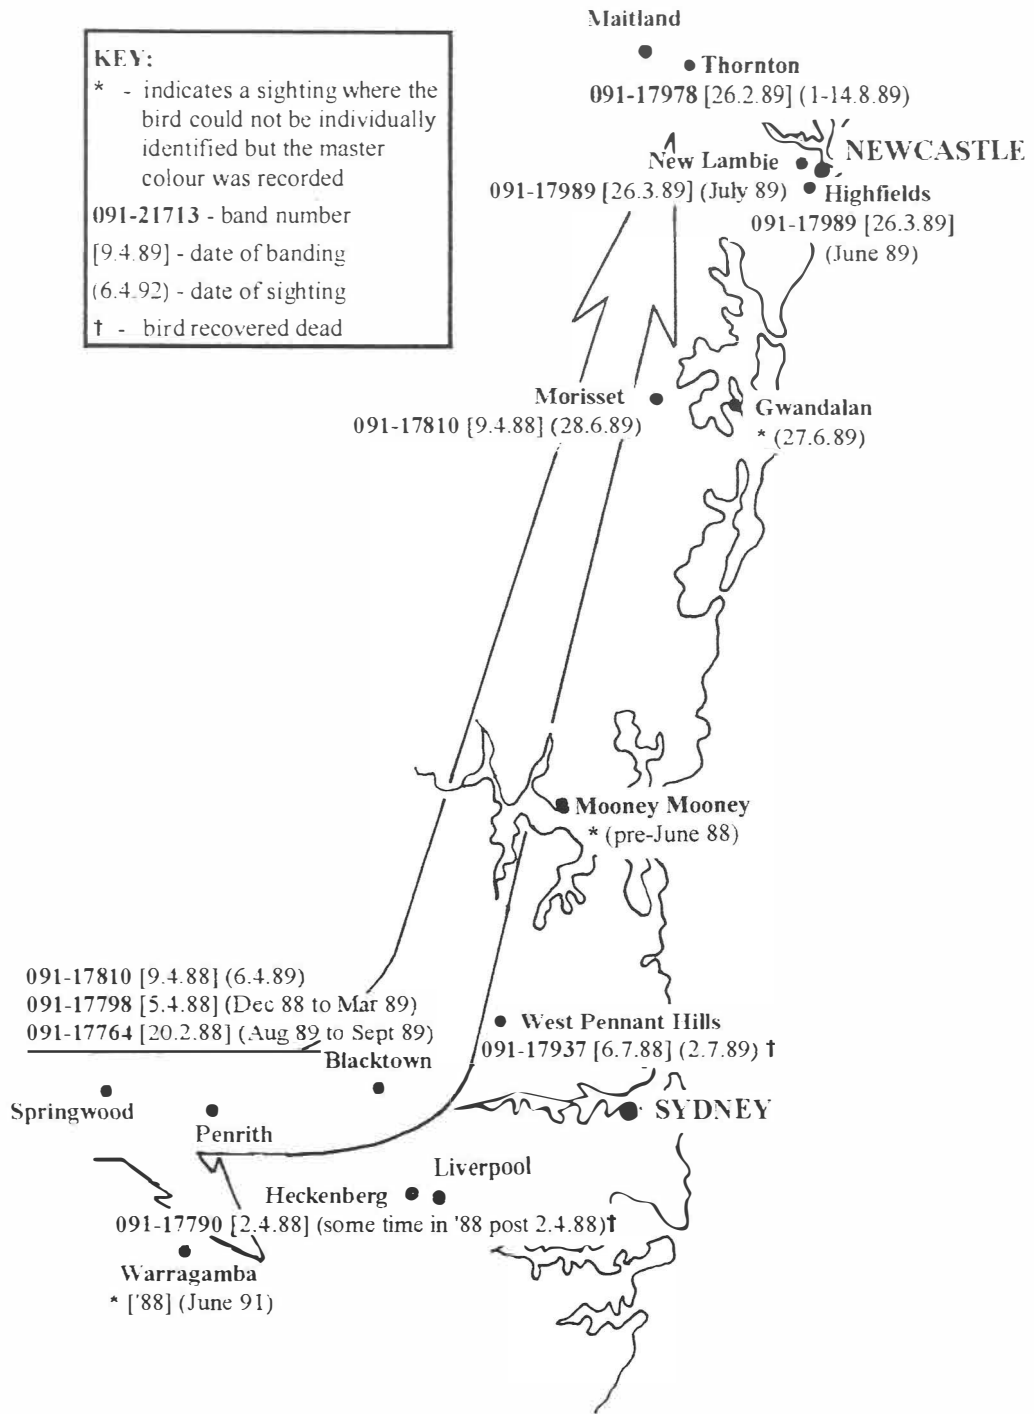 Maitland
KEY:
* - indicates a sighting where the
bird could not be individually
identified but the master
colour was recorded
091-21713 - band number
[9.4.89] - date of banding
(6.4.92) - date of sighting
† - bird recovered dead
Thornton
091-17978 [26.2.89] (1-14.8.89)
NEWCASTLE
New Lambie
091-17989 [26.3.89] (July 89)
Highfields
091-17989 [26.3.89]
(June 89)
Morisset
091-17810 [9.4.88] (28.6.89)
Gwandalan
* (27.6.89)
Mooney Mooney
* (pre-June 88)
091-17810 [9.4.88] (6.4.89)
091-17798 [5.4.88] (Dec 88 to Mar 89)
091-17764 [20.2.88] (Aug 89 to Sept 89)
West Pennant Hills
091-17937 [6.7.88] (2.7.89) †
Blacktown
Springwood
SYDNEY
Penrith
Liverpool
Heckenberg
091-17790 [2.4.88] (some time in '88 post 2.4.88)†
Warragamba
* ['88] (June 91)